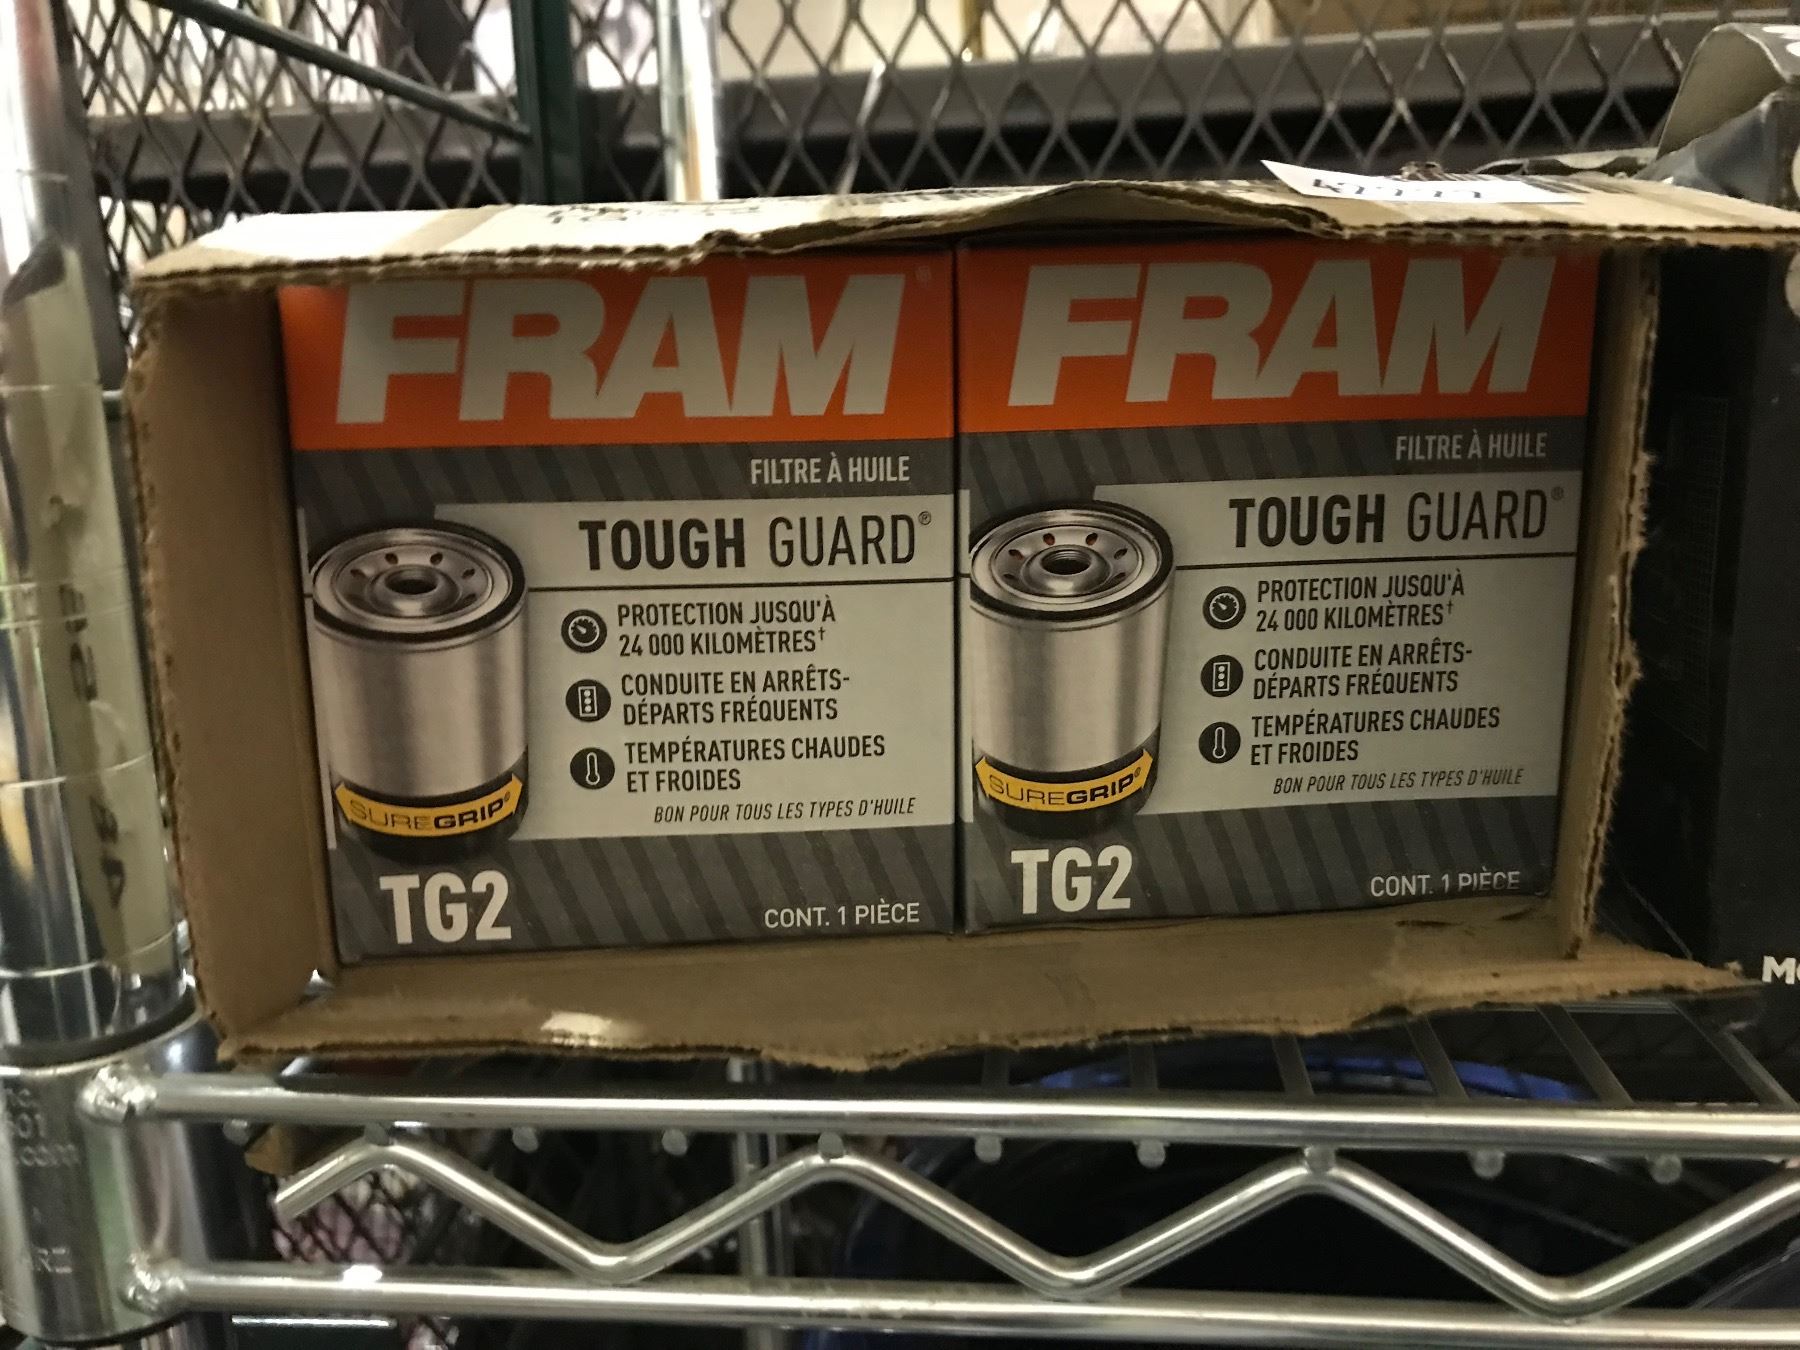 FRAM®
FILTRE À HUILE
TOUGH GUARD®
PROTECTION JUSQU'À
24 000 KILOMÈTRES†
CONDUITE EN ARRÊTS-
DÉPARTS FRÉQUENTS
TEMPÉRATURES CHAUDES
ET FROIDES
BON POUR TOUS LES TYPES D'HUILE
SUREGRIP®
TG2
CONT. 1 PIÈCE
FRAM
FILTRE À HUILE
TOUGH GUARD®
PROTECTION JUSQU'À
24 000 KILOMÈTRES†
CONDUITE EN ARRÊTS-
DÉPARTS FRÉQUENTS
TEMPÉRATURES CHAUDES
ET FROIDES
BON POUR TOUS LES TYPES D'HUILE
SUREGRIP®
TG2
CONT. 1 PIÈCE